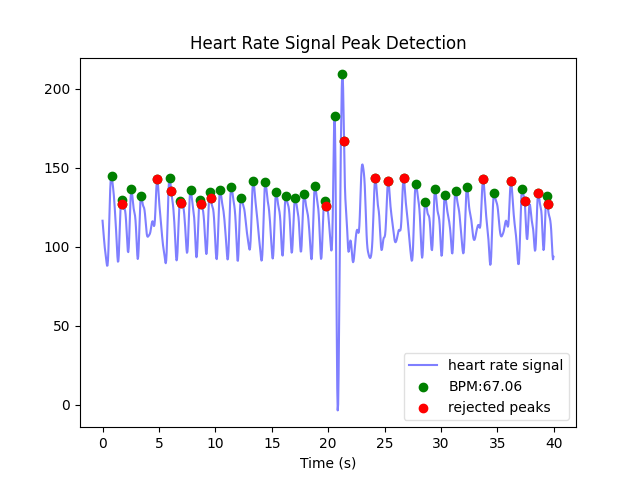 Heart Rate Signal Peak Detection
200
150
100
50
0
heart rate signal
BPM:67.06
rejected peaks
0 5 10 15 20 25 30 35 40
Time (s)